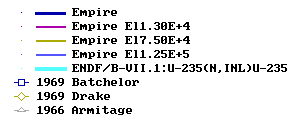 Empire
Empire El1.30E+4
Empire El7.50E+4
Empire El1.25E+5
ENDF/B-VII.1:U-235(N,INL)U-235
1969 Batchelor
1969 Drake
1966 Armitage